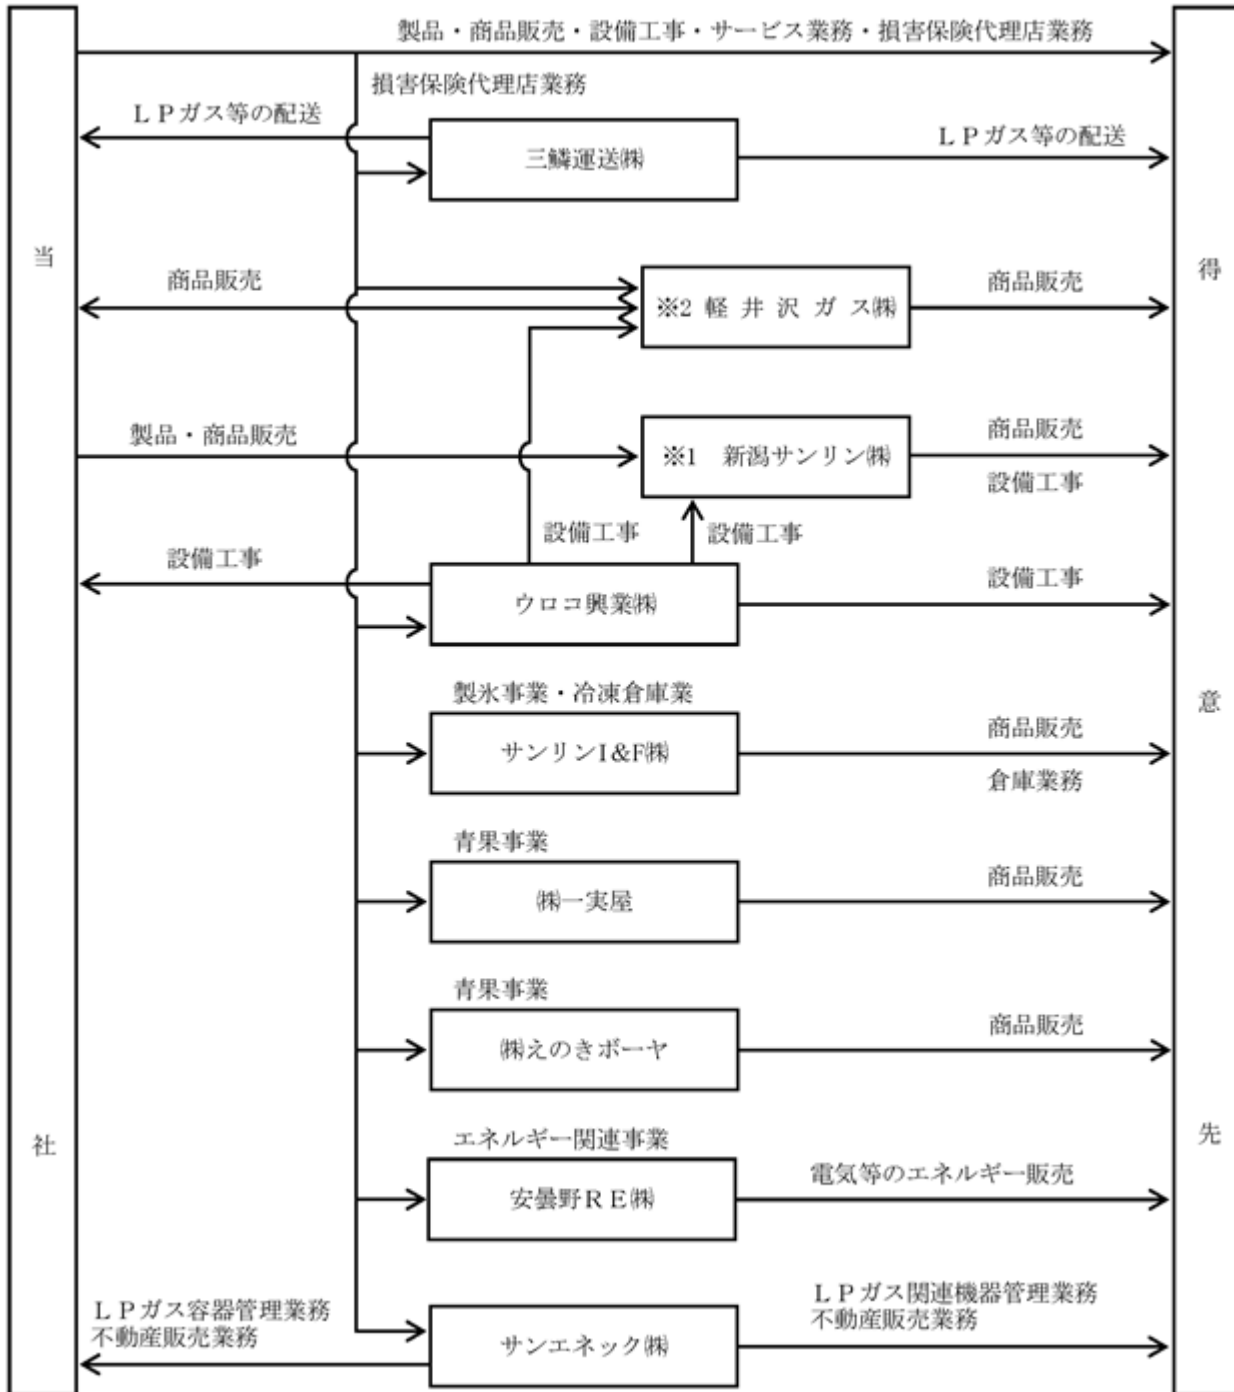 製品・商品販売・設備工事・サービス業務・損害保険代理店業務
損害保険代理店業務
ＬＰガス等の配送
三鱗運送㈱
ＬＰガス等の配送
当
得
商品販売
※2 軽 井 沢 ガ ス㈱
商品販売
製品・商品販売
※1　新潟サンリン㈱
商品販売
設備工事
設備工事
設備工事
設備工事
ウロコ興業㈱
設備工事
製氷事業・冷凍倉庫業
意
サンリンI&F㈱
商品販売
倉庫業務
青果事業
㈱一実屋
商品販売
青果事業
㈱えのきボーヤ
商品販売
社
エネルギー関連事業
先
安曇野ＲＥ㈱
電気等のエネルギー販売
ＬＰガス容器管理業務
不動産販売業務
サンエネック㈱
ＬＰガス関連機器管理業務
不動産販売業務